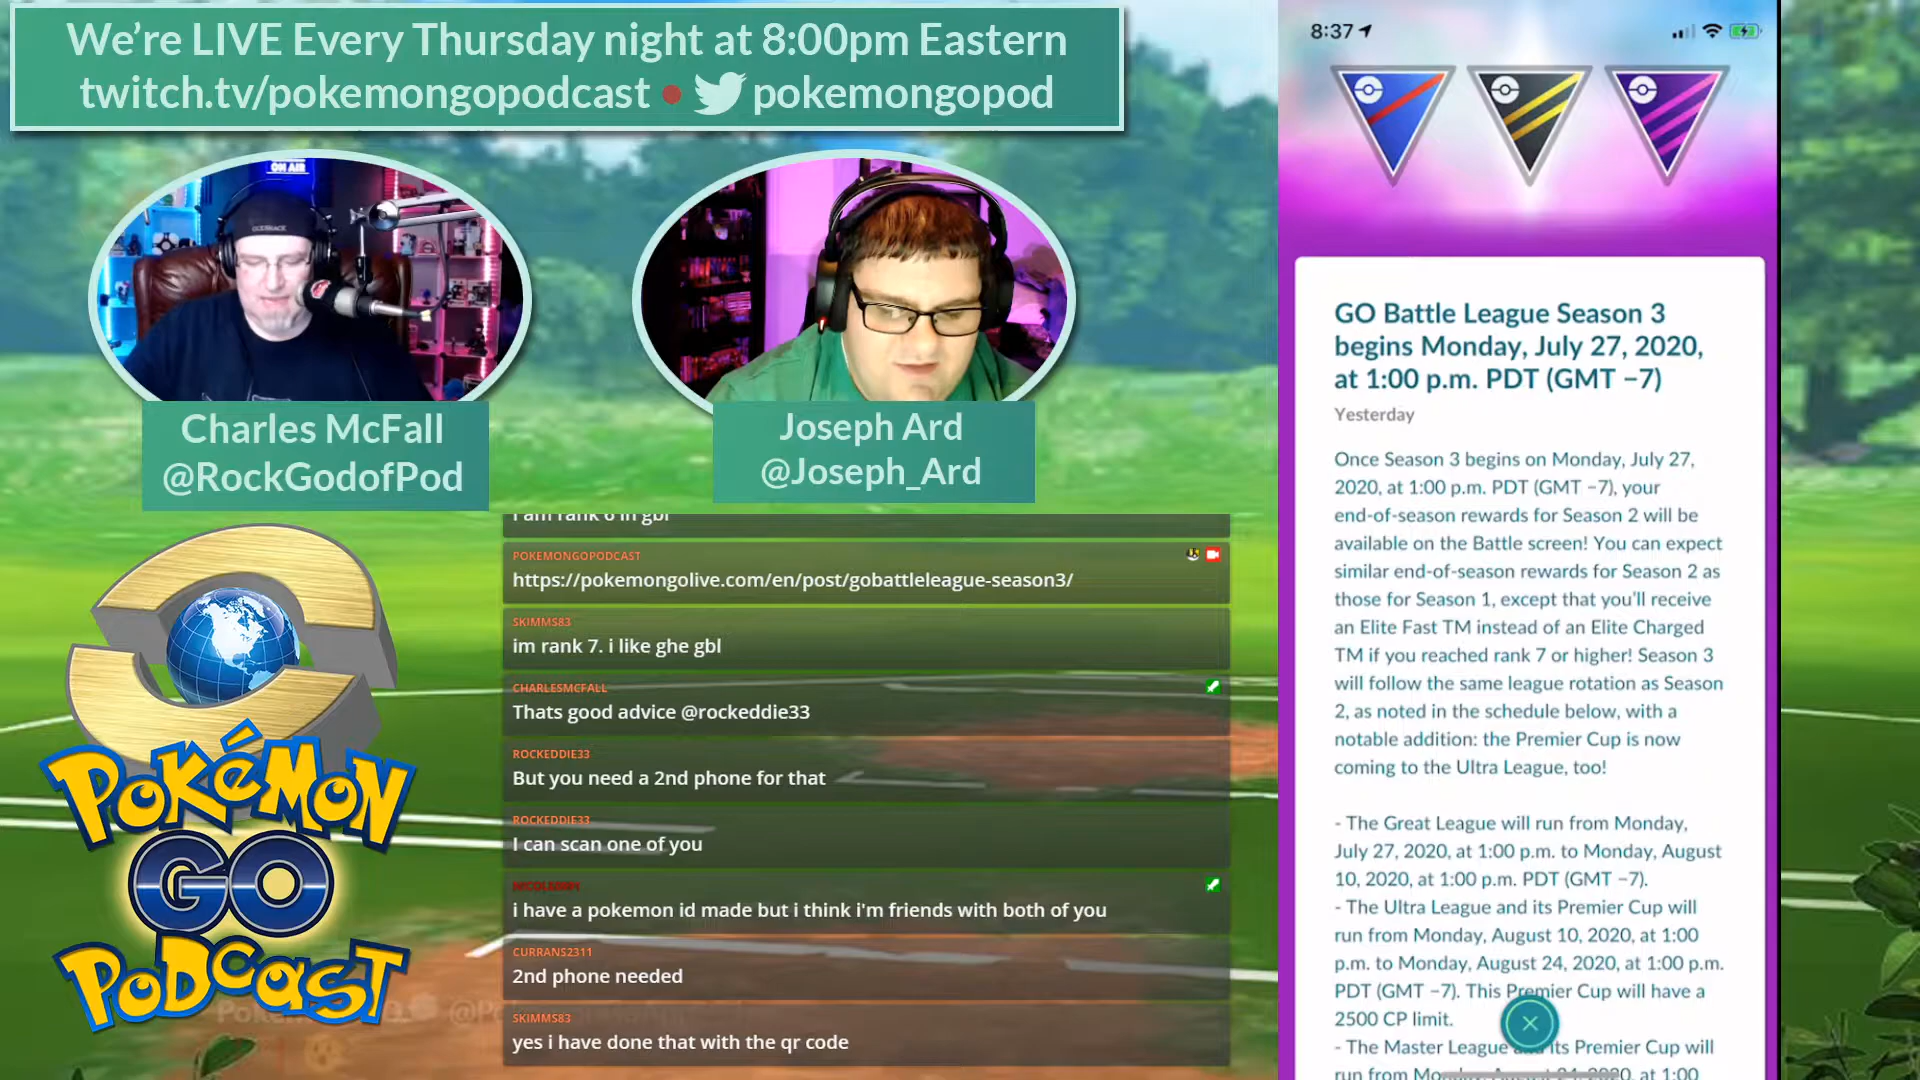 We’re LIVE Every Thursday night at 8:00pm Eastern
twitch.tv/pokemongopodcast • pokemongopod
ON AIR
Charles McFall
@RockGodofPod
Joseph Ard
@Joseph_Ard
POKéMON
GO
PODCAST
I am rank 6 in gbl
POKEMONGOPODCAST
https://pokemongolive.com/en/post/gobattleleague-season3/
SKIMMS83
im rank 7. i like ghe gbl
CHARLESMCFALL
Thats good advice @rockeddie33
ROCKEDDIE33
But you need a 2nd phone for that
ROCKEDDIE33
I can scan one of you
i have a pokemon id made but i think i'm friends with both of you
CURRANS2311
2nd phone needed
SKIMMS83
yes i have done that with the qr code
8:37
GO Battle League Season 3
begins Monday, July 27, 2020,
at 1:00 p.m. PDT (GMT −7)
Yesterday
Once Season 3 begins on Monday, July 27,
2020, at 1:00 p.m. PDT (GMT −7), your
end-of-season rewards for Season 2 will be
available on the Battle screen! You can expect
similar end-of-season rewards for Season 2 as
those for Season 1, except that you’ll receive
an Elite Fast TM instead of an Elite Charged
TM if you reached rank 7 or higher! Season 3
will follow the same league rotation as Season
2, as noted in the schedule below, with a
notable addition: the Premier Cup is now
coming to the Ultra League, too!
- The Great League will run from Monday,
July 27, 2020, at 1:00 p.m. to Monday, August
10, 2020, at 1:00 p.m. PDT (GMT −7).
- The Ultra League and its Premier Cup will
run from Monday, August 10, 2020, at 1:00
p.m. to Monday, August 24, 2020, at 1:00 p.m.
PDT (GMT −7). This Premier Cup will have a
2500 CP limit.
- The Master League its Premier Cup will
run from at 1:00